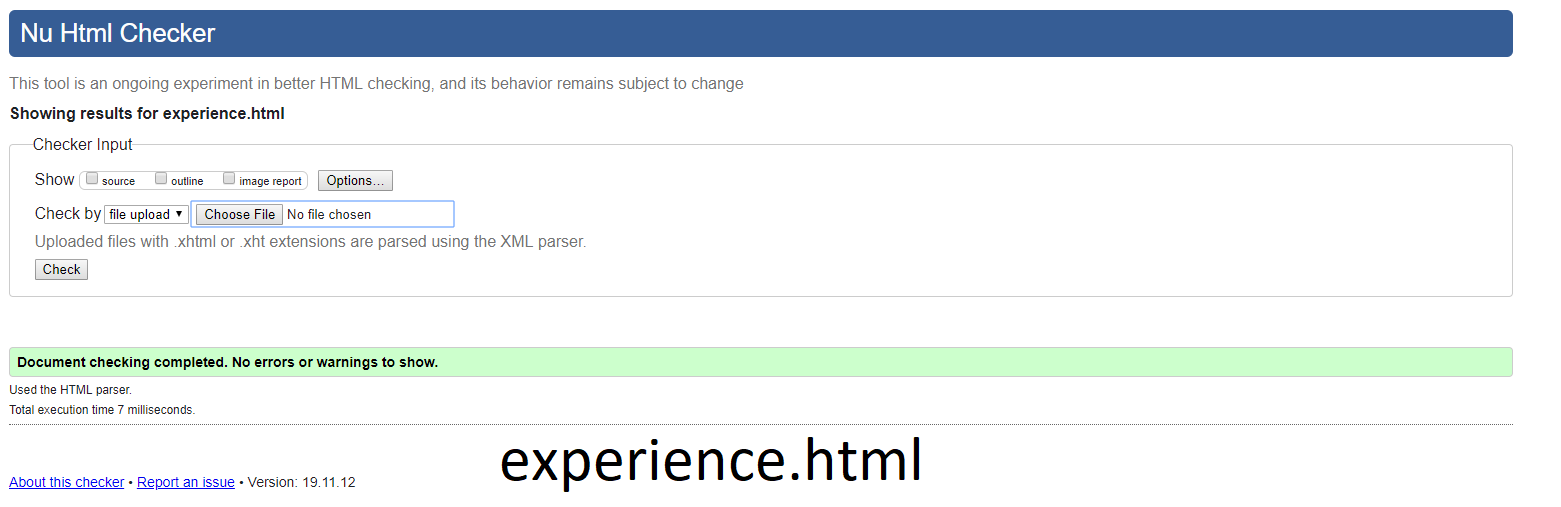 Nu Html Checker
This tool is an ongoing experiment in better HTML checking, and its behavior remains subject to change
Showing results for experience.html
Checker Input
Show source outline image report Options...
Check by file upload ▼ Choose File No file chosen
Uploaded files with .xhtml or .xht extensions are parsed using the XML parser.
Check
Document checking completed. No errors or warnings to show.
Used the HTML parser.
Total execution time 7 milliseconds.
experience.html
About this checker • Report an issue • Version: 19.11.12